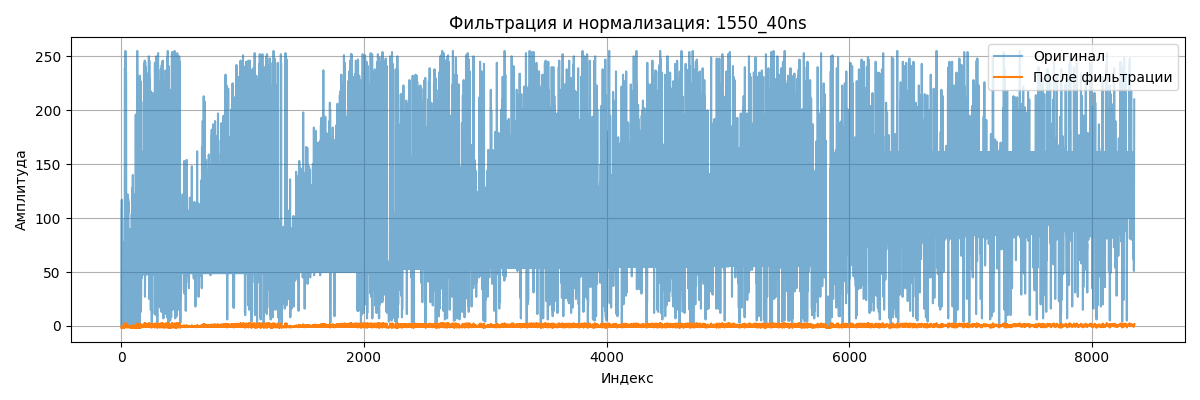 Фильтрация и нормализация: 1550_40ns
Амплитуда
250
200
150
100
50
0
Оригинал
После фильтрации
0 2000 4000 6000 8000
Индекс